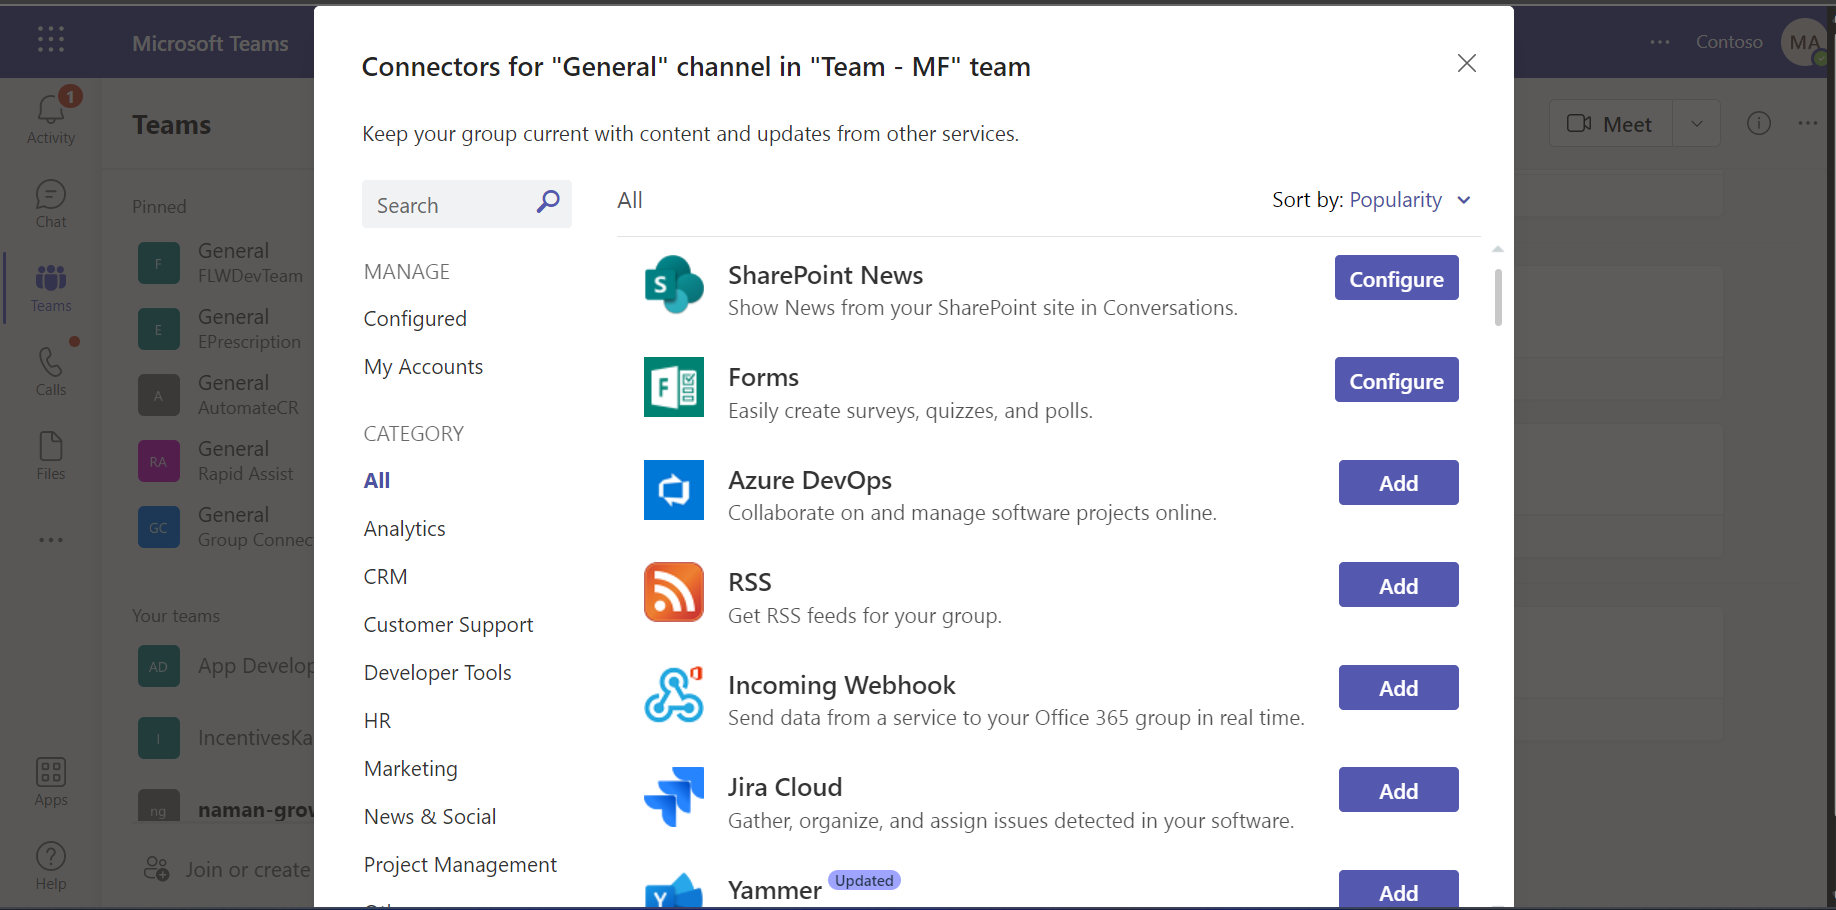 Microsoft Teams
Contoso
MA
1
Activity
Chat
Teams
Calls
Files
Apps
Help
Teams
Pinned
F
General
FLWDevTeam
E
General
EPrescription
A
General
AutomateCR
RA
General
Rapid Assist
GC
General
Group Connec
Your teams
AD
App Develop
I
IncentivesKa
ng
naman-grow
Join or create
Meet
Connectors for "General" channel in "Team - MF" team
Keep your group current with content and updates from other services.
Search
All
Sort by: Popularity
MANAGE
Configured
My Accounts
CATEGORY
All
Analytics
CRM
Customer Support
Developer Tools
HR
Marketing
News & Social
Project Management
S
SharePoint News
Show News from your SharePoint site in Conversations.
Configure
F
Forms
Easily create surveys, quizzes, and polls.
Configure
Azure DevOps
Collaborate on and manage software projects online.
Add
RSS
Get RSS feeds for your group.
Add
Incoming Webhook
Send data from a service to your Office 365 group in real time.
Add
Jira Cloud
Gather, organize, and assign issues detected in your software.
Add
Y
Yammer Updated
Add